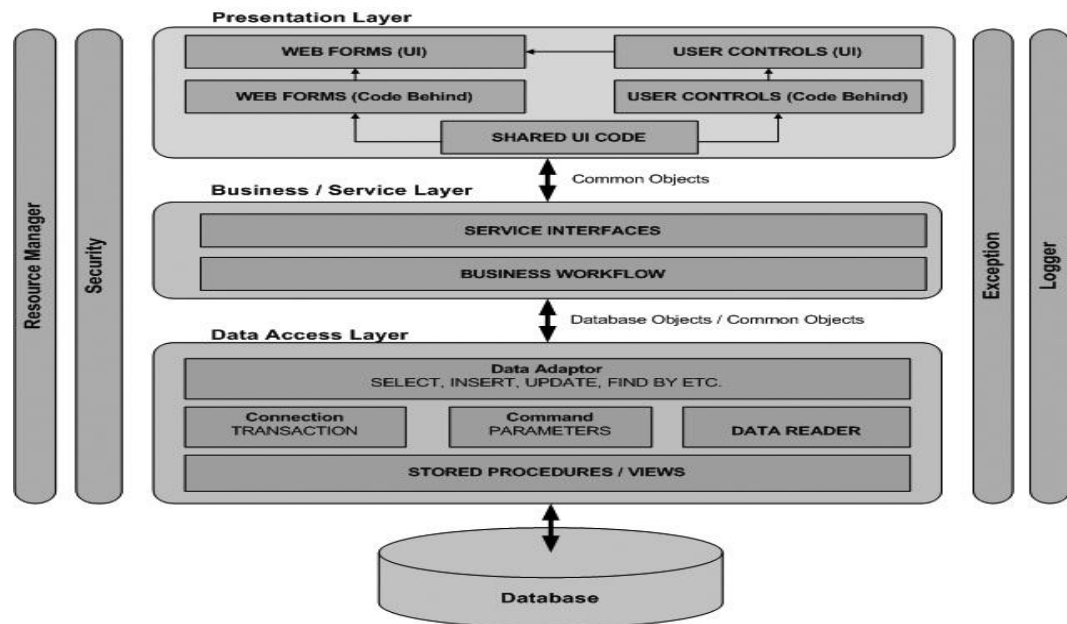 Presentation Layer
WEB FORMS (UI)
USER CONTROLS (UI)
WEB FORMS (Code Behind)
USER CONTROLS (Code Behind)
SHARED UI CODE
Common Objects
Business / Service Layer
SERVICE INTERFACES
BUSINESS WORKFLOW
Database Objects / Common Objects
Data Access Layer
Data Adaptor
SELECT, INSERT, UPDATE, FIND BY ETC.
Connection
TRANSACTION
Command
PARAMETERS
DATA READER
STORED PROCEDURES / VIEWS
Database
Resource Manager
Security
Exception
Logger